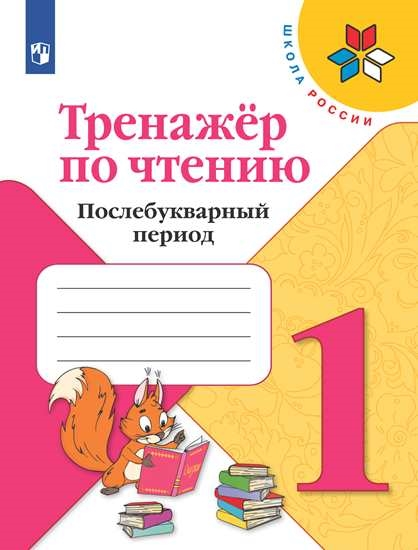 ШКОЛА РОССИИ
Тренажёр
по чтению
Послебукварный
период
1